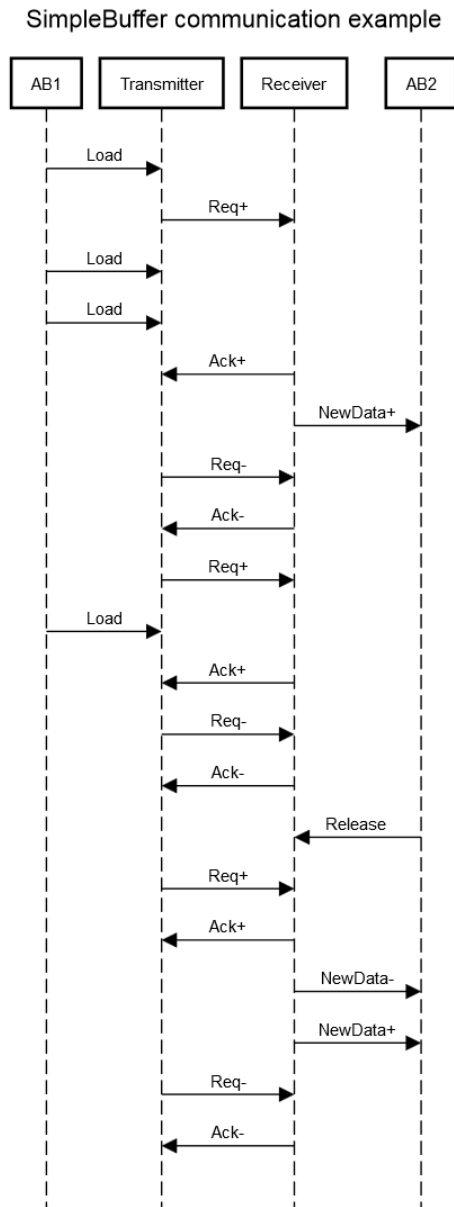 SimpleBuffer communication example
AB1 Transmitter Receiver AB2
Load
Req+
Load
Load
Ack+
NewData+
Req-
Ack-
Req+
Load
Ack+
Req-
Ack-
Release
Req+
Ack+
NewData-
NewData+
Req-
Ack-